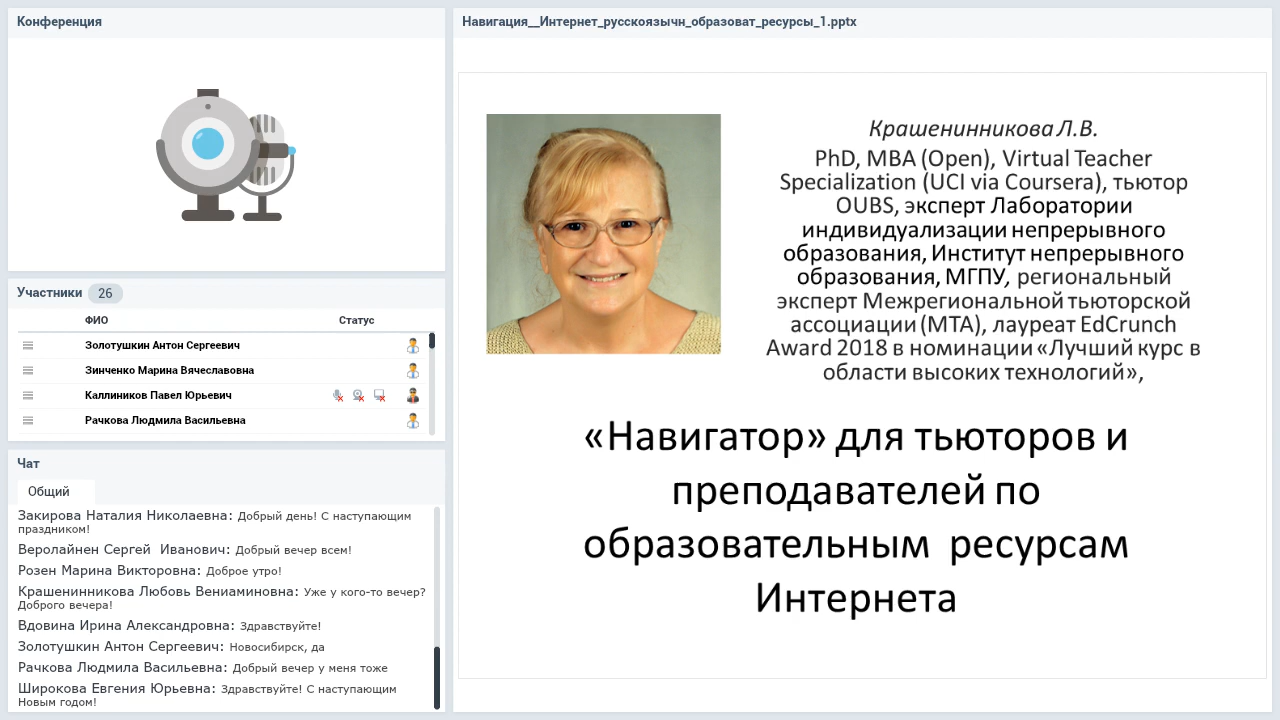 Конференция
Участники 26
ФИО Статус
Золотушкин Антон Сергеевич
Зинченко Марина Вячеславовна
Каллиников Павел Юрьевич
Рачкова Людмила Васильевна
Чат
Общий
Закирова Наталия Николаевна: Добрый день! С наступающим
праздником!
Веролайнен Сергей Иванович: Добрый вечер всем!
Розен Марина Викторовна: Доброе утро!
Крашенинникова Любовь Вениаминовна: Уже у кого-то вечер?
Доброго вечера!
Вдовина Ирина Александровна: Здравствуйте!
Золотушкин Антон Сергеевич: Новосибирск, да
Рачкова Людмила Васильевна: Добрый вечер у меня тоже
Широкова Евгения Юрьевна: Здравствуйте! С наступающим
Новым годом!
Навигация__Интернет_русскоязычн_образоват_ресурсы_1.pptx
Крашенинникова Л.В.
PhD, MBA (Open), Virtual Teacher
Specialization (UCI via Coursera), тьютор
OUBS, эксперт Лаборатории
индивидуализации непрерывного
образования, Институт непрерывного
образования, МГПУ, региональный
эксперт Межрегиональной тьюторской
ассоциации (МТА), лауреат EdCrunch
Award 2018 в номинации «Лучший курс в
области высоких технологий»,
«Навигатор» для тьюторов и
преподавателей по
образовательным ресурсам
Интернета